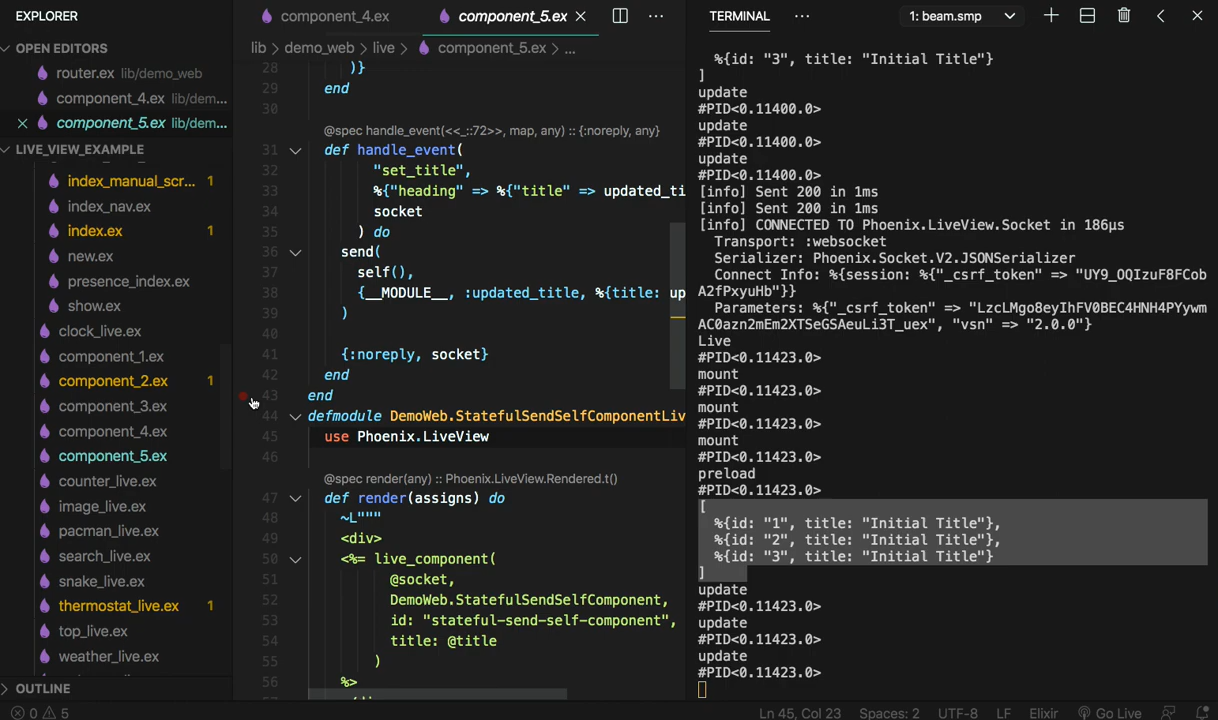 EXPLORER
OPEN EDITORS
router.ex lib/demo_web
component_4.ex lib/dem...
component_5.ex lib/dem...
LIVE_VIEW_EXAMPLE
index_manual_scr... 1
index_nav.ex
index.ex 1
new.ex
presence_index.ex
show.ex
clock_live.ex
component_1.ex
component_2.ex 1
component_3.ex
component_4.ex
component_5.ex
counter_live.ex
image_live.ex
pacman_live.ex
search_live.ex
snake_live.ex
thermostat_live.ex 1
top_live.ex
weather_live.ex
OUTLINE
0 5
component_4.ex
component_5.ex
...
lib > demo_web > live > component_5.ex > ...
28 )}
29 end
30
@spec handle_event(<<_::72>>, map, any) :: {:noreply, any}
31 def handle_event(
32 "set_title",
33 %{"heading" => %{"title" => updated_ti
34 socket
35 ) do
36 send(
37 self(),
38 {__MODULE__, :updated_title, %{title: up
39 )
40
41 {:noreply, socket}
42 end
43 end
44 defmodule DemoWeb.StatefulSendSelfComponentLiv
45 use Phoenix.LiveView
46
@spec render(any) :: Phoenix.LiveView.Rendered.t()
47 def render(assigns) do
48 ~L"""
49 <div>
50 <%= live_component(
51 @socket,
52 DemoWeb.StatefulSendSelfComponent,
53 id: "stateful-send-self-component",
54 title: @title
55 )
56 %>
TERMINAL ... 1: beam.smp
%{id: "3", title: "Initial Title"}
]
update
#PID<0.11400.0>
update
#PID<0.11400.0>
update
#PID<0.11400.0>
[info] Sent 200 in 1ms
[info] Sent 200 in 1ms
[info] CONNECTED TO Phoenix.LiveView.Socket in 186µs
Transport: :websocket
Serializer: Phoenix.Socket.V2.JSONSerializer
Connect Info: %{session: %{"_csrf_token" => "UY9_OQIzuF8FCob
A2fPxyuHb"}}
Parameters: %{"_csrf_token" => "LzcLMgo8eyIhFV0BEC4HNH4PYywm
AC0azn2mEm2XTSeGSAeuLi3T_uex", "vsn" => "2.0.0"}
Live
#PID<0.11423.0>
mount
#PID<0.11423.0>
mount
#PID<0.11423.0>
mount
#PID<0.11423.0>
preload
#PID<0.11423.0>
[
%{id: "1", title: "Initial Title"},
%{id: "2", title: "Initial Title"},
%{id: "3", title: "Initial Title"}
]
update
#PID<0.11423.0>
update
#PID<0.11423.0>
update
#PID<0.11423.0>
Ln 45, Col 23 Spaces: 2 UTF-8 LF Elixir Go Live